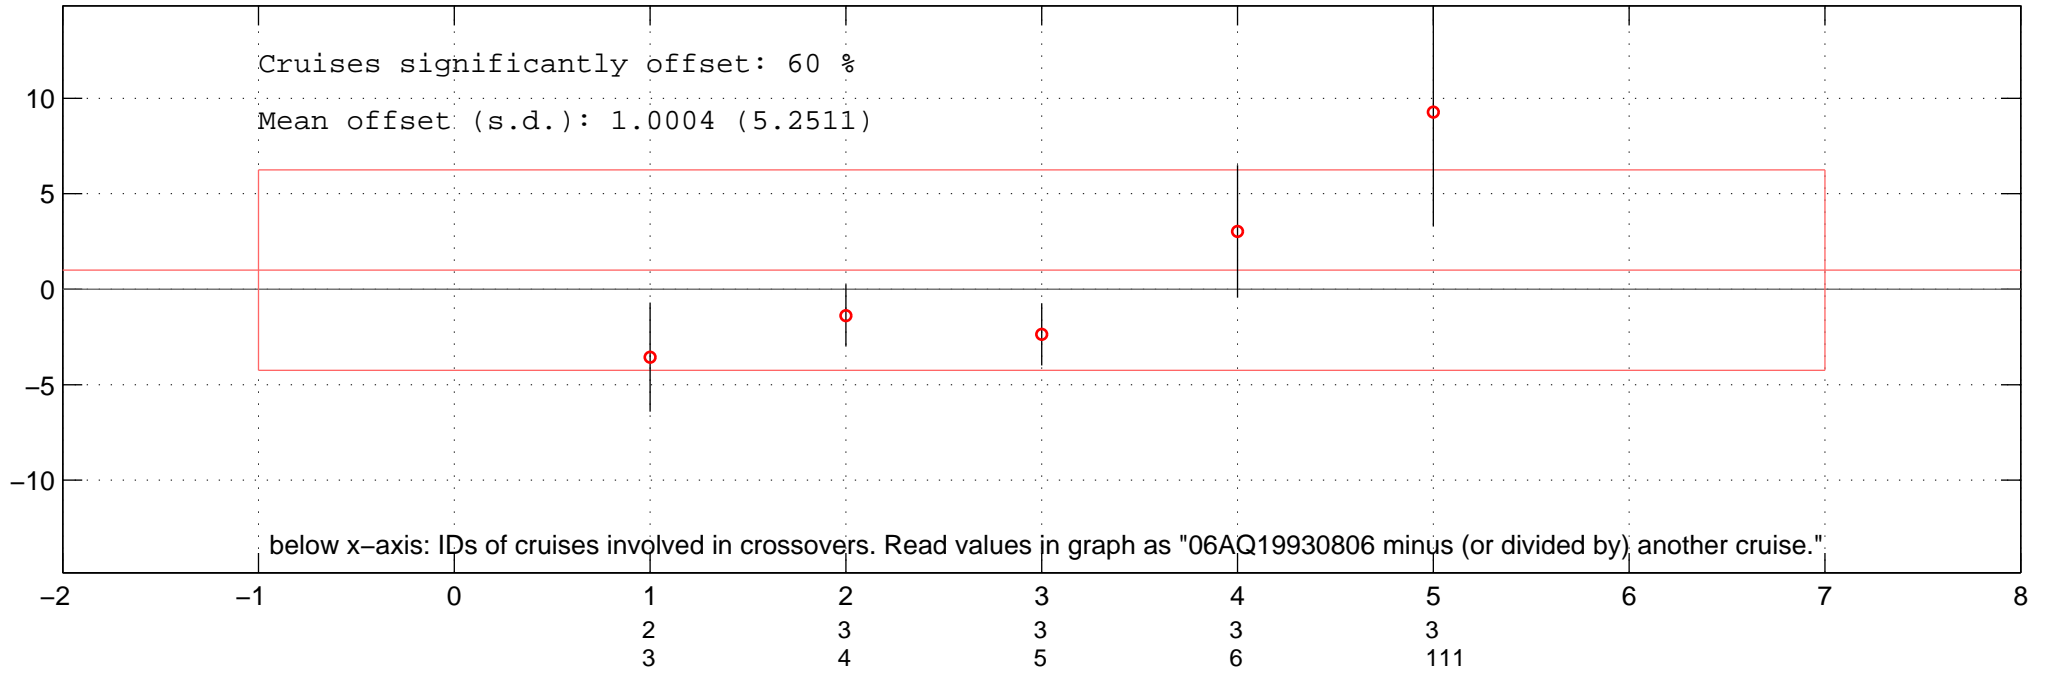 Cruises significantly offset: 60 %
10
Mean offset (s.d.): 1.0004 (5.2511)
5
0
−5
−10
below x−axis: IDs of cruises involved in crossovers. Read values in graph as "06AQ19930806 minus (or divided by) another cruise."
−2 −1 0 1 2 3 4 5 6 7 8
2 3 3 3 3
3 4 5 6 111